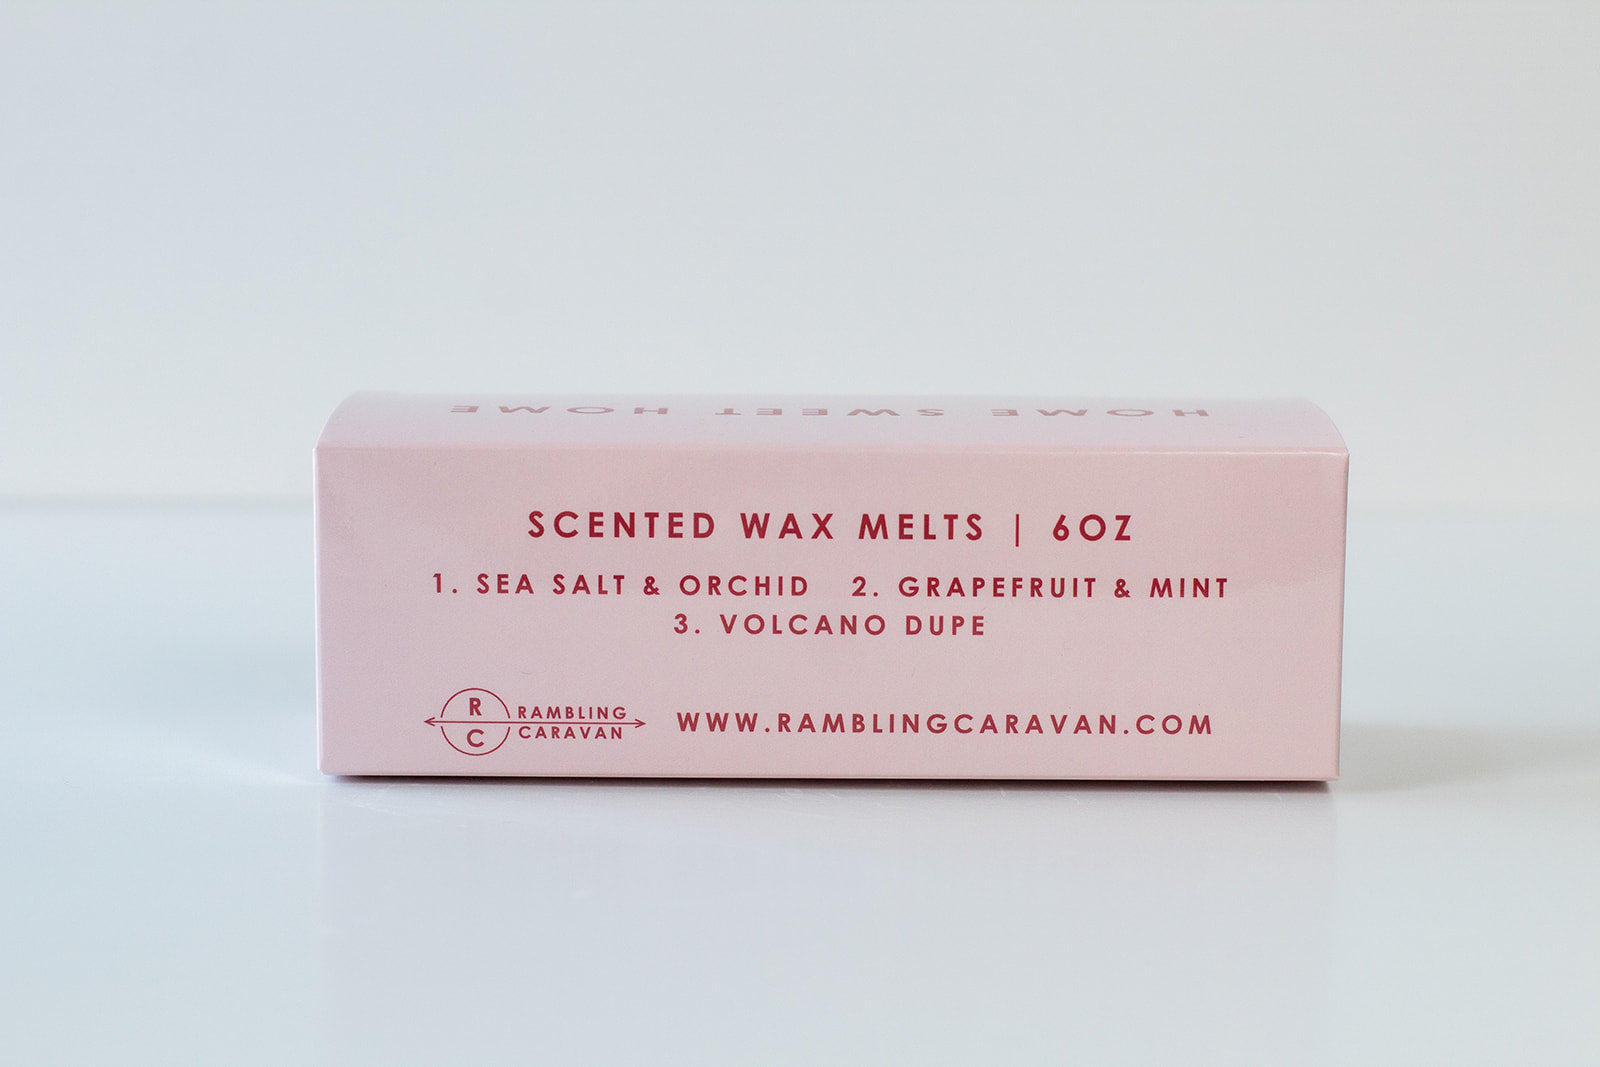 HOME SWEET HOME
SCENTED WAX MELTS | 6OZ
1. SEA SALT & ORCHID 2. GRAPEFRUIT & MINT
3. VOLCANO DUPE
R
C
RAMBLING
CARAVAN
WWW.RAMBLINGCARAVAN.COM